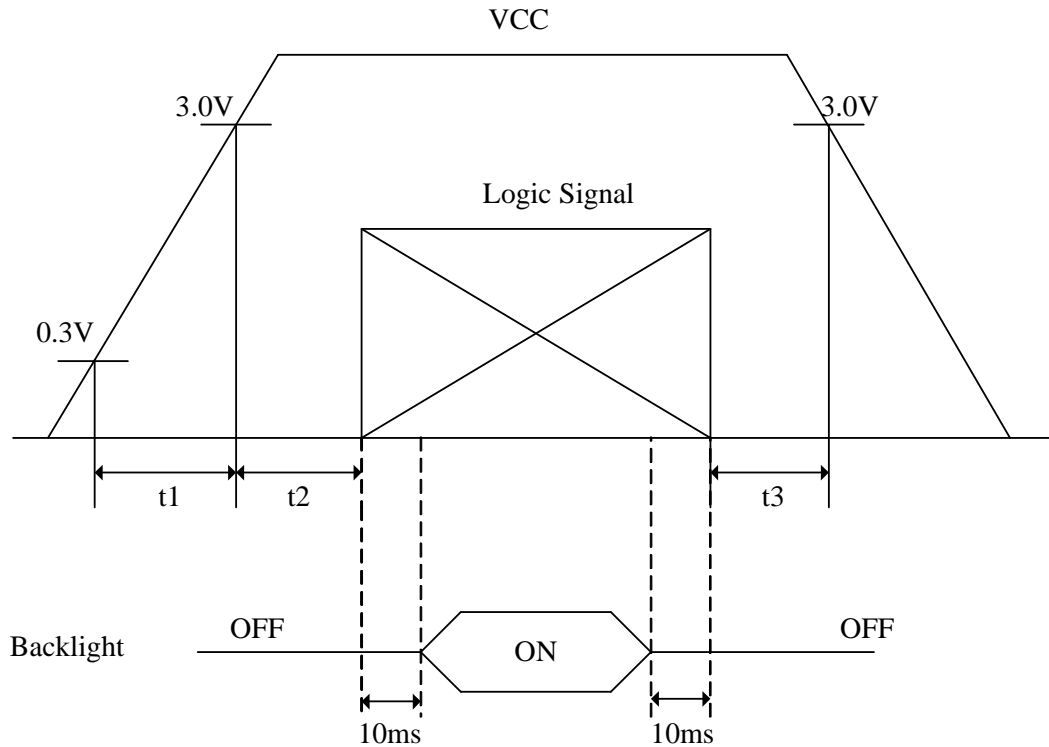 VCC
3.0V
3.0V
Logic Signal
0.3V
t1
t2
t3
OFF
OFF
Backlight
ON
10ms
10ms